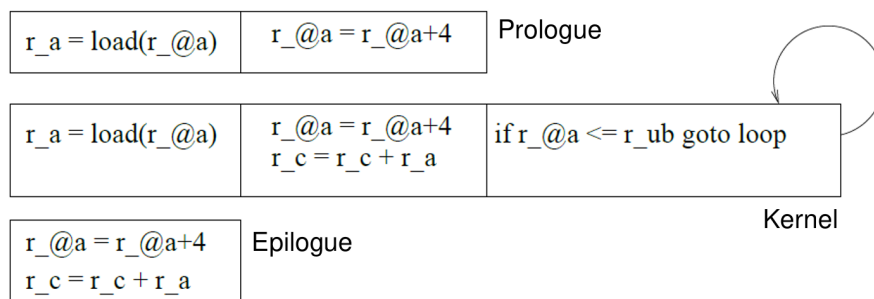 r_a = load(r_@a) r_@a = r_@a+4 Prologue
r_a = load(r_@a) r_@a = r_@a+4 if r_@a <= r_ub goto loop
r_c = r_c + r_a
Kernel
r_@a = r_@a+4 Epilogue
r_c = r_c + r_a